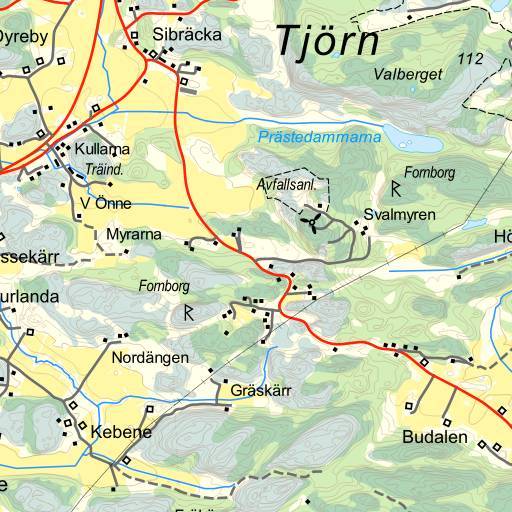 Dyreby
Sibräcka
Tjörn
112
Valberget
Prästedammarna
Kullarna
Träind.
Avfallsanl.
Fornborg
V Önne
Svalmyren
Myrarna
Hö
ssekärr
Fornborg
urlanda
Nordängen
Gräskärr
Kebene
Budalen
e